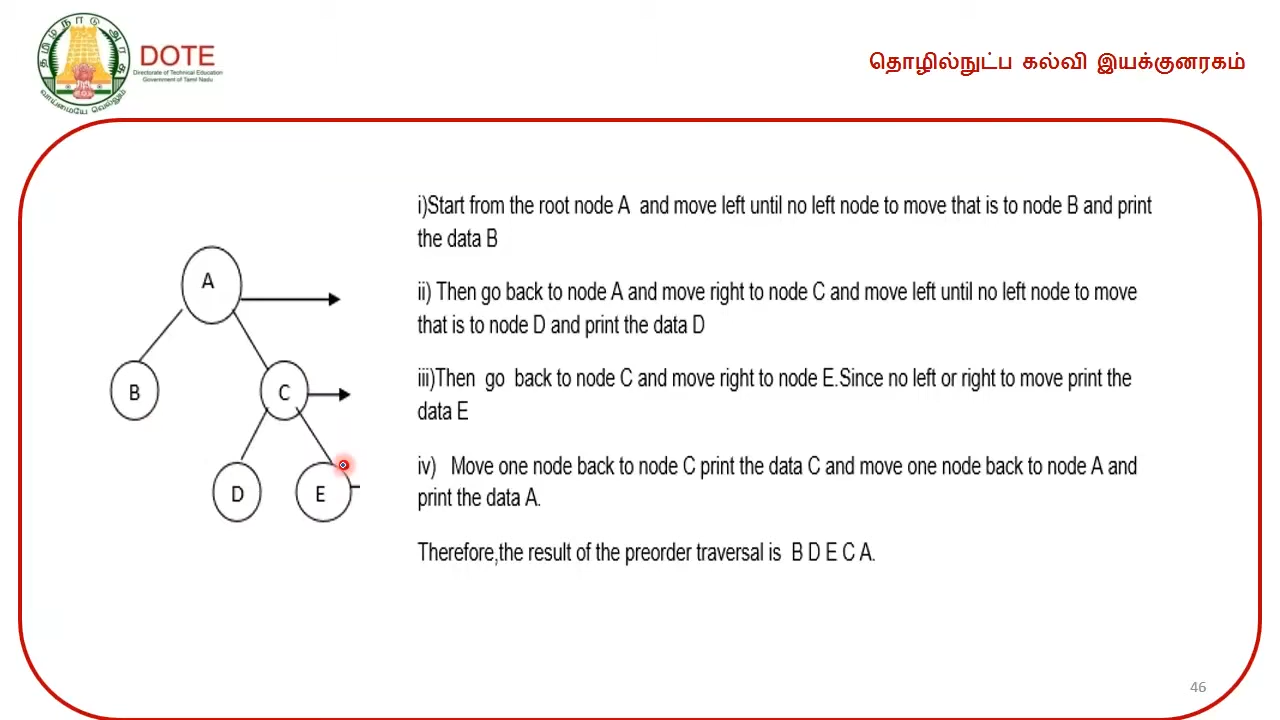 தமிழ்நாடு அரசு
வாய்மையே வெல்லும்
DOTE
Directorate of Technical Education
Government of Tamil Nadu
தொழில்நுட்ப கல்வி இயக்குனரகம்
i)Start from the root node A and move left until no left node to move that is to node B and print
the data B
ii) Then go back to node A and move right to node C and move left until no left node to move
that is to node D and print the data D
iii)Then go back to node C and move right to node E.Since no left or right to move print the
data E
iv) Move one node back to node C print the data C and move one node back to node A and
print the data A.
Therefore,the result of the preorder traversal is B D E C A.
A
B
C
D
E
46